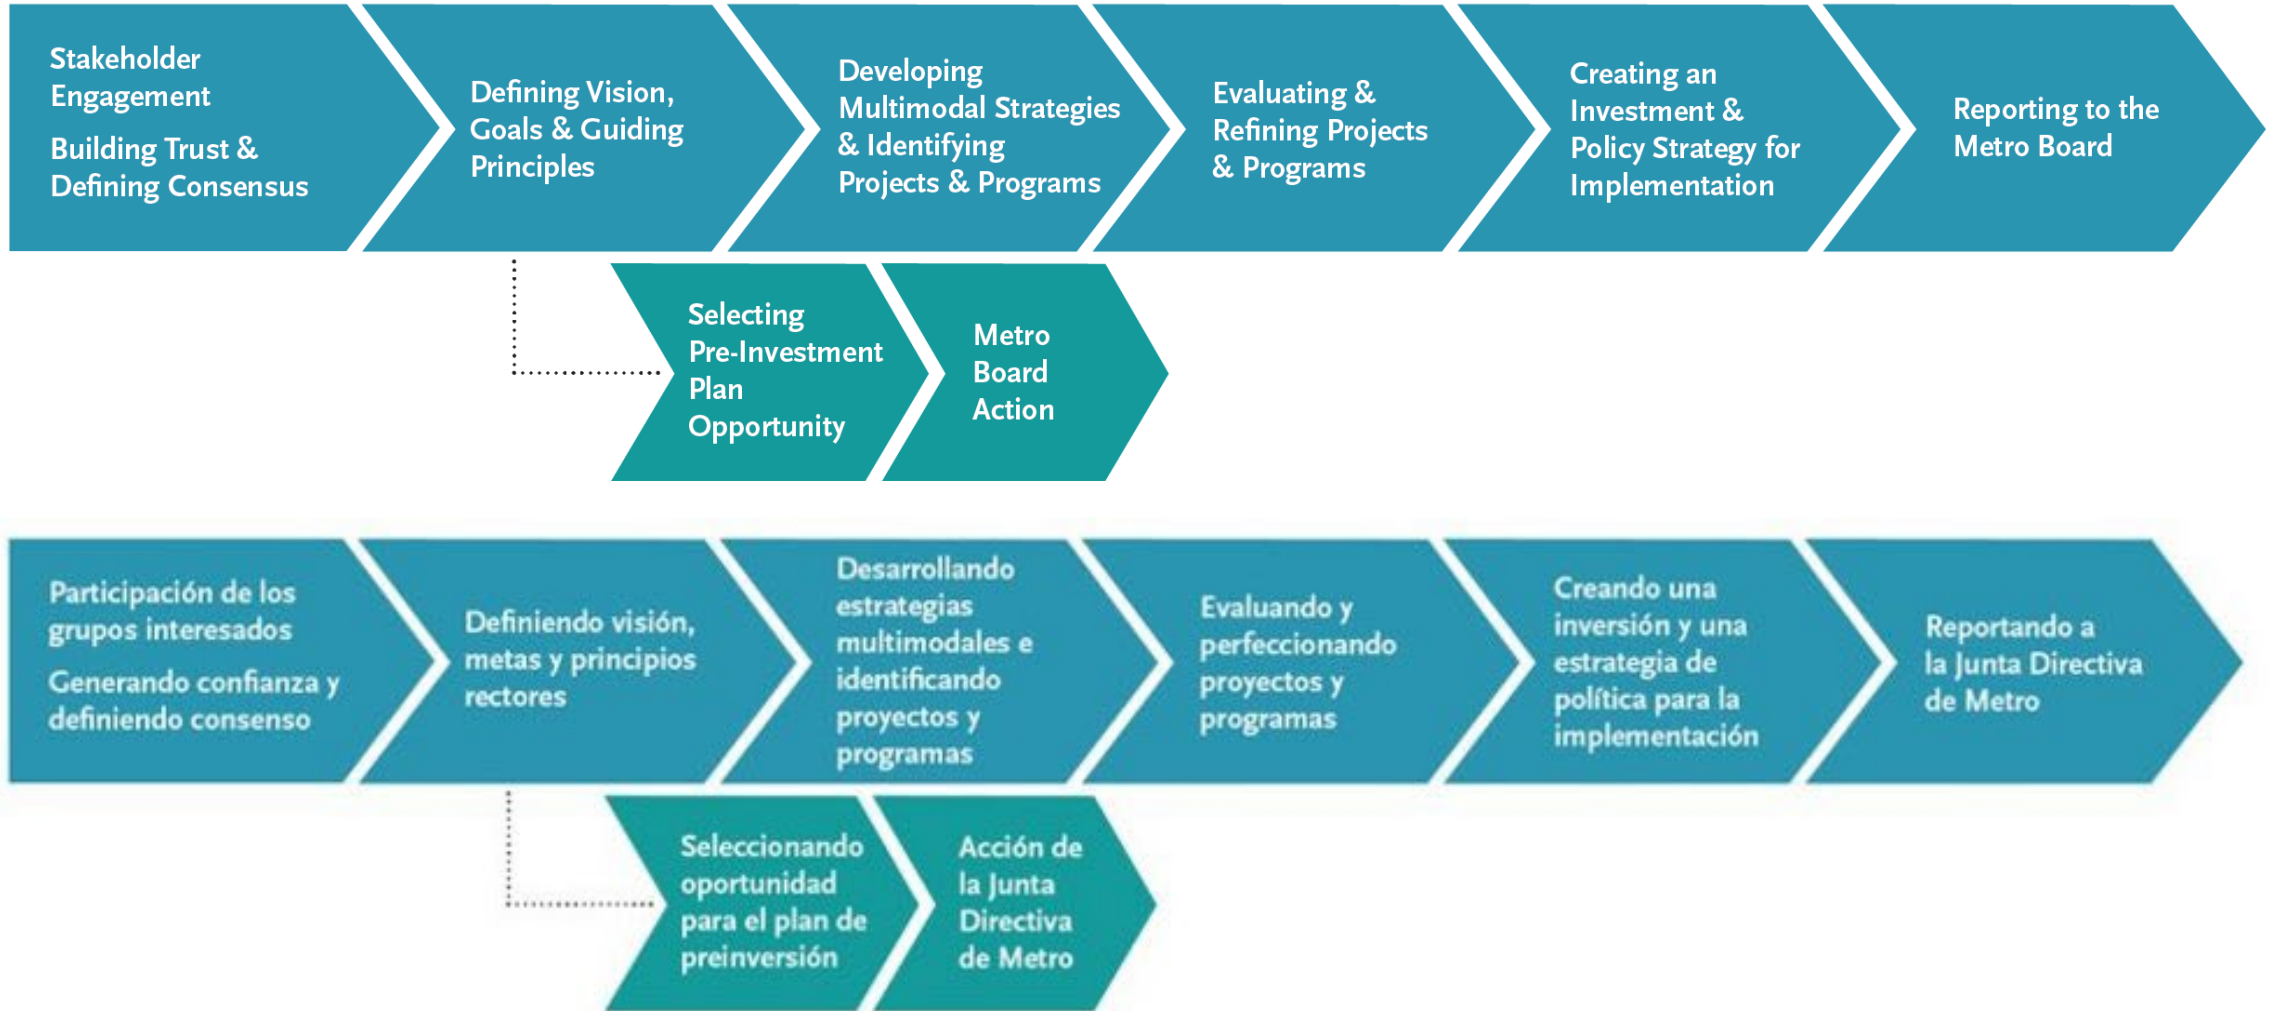 Stakeholder
Engagement
Building Trust &
Defining Consensus
Defining Vision,
Goals & Guiding
Principles
Developing
Multimodal Strategies
& Identifying
Projects & Programs
Evaluating &
Refining Projects
& Programs
Creating an
Investment &
Policy Strategy for
Implementation
Reporting to the
Metro Board
Selecting
Pre-Investment
Plan
Opportunity
Metro
Board
Action
Participación de los
grupos interesados
Generando confianza y
definiendo consenso
Definiendo visión,
metas y principios
rectores
Desarrollando
estrategias
multimodales e
identificando
proyectos y
programas
Evaluando y
perfeccionando
proyectos y
programas
Creando una
inversión y una
estrategia de
política para la
implementación
Reportando a
la Junta Directiva
de Metro
Seleccionando
oportunidad
para el plan de
preinversión
Acción de
la Junta
Directiva
de Metro